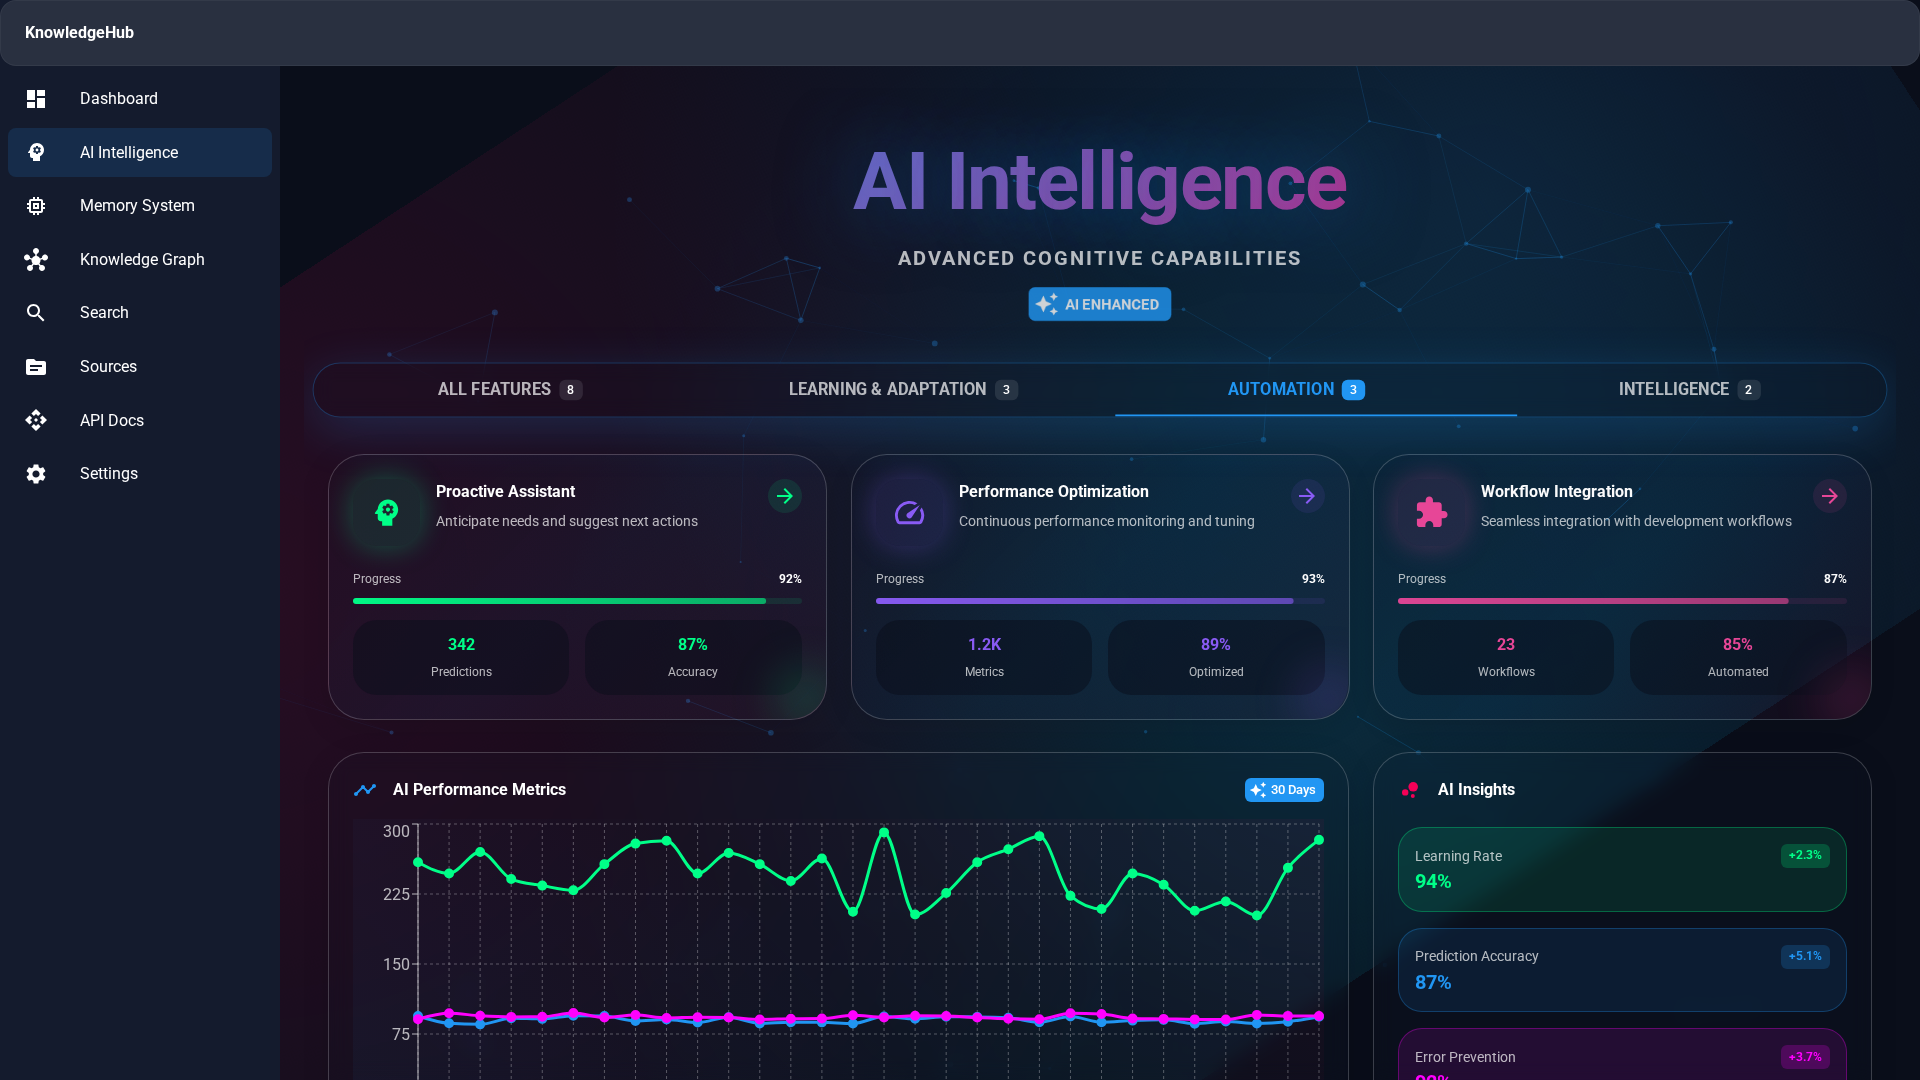 KnowledgeHub
Dashboard
AI Intelligence
Memory System
Knowledge Graph
Search
Sources
API Docs
Settings
AI Intelligence
ADVANCED COGNITIVE CAPABILITIES
AI ENHANCED
ALL FEATURES 8
LEARNING & ADAPTATION 3
AUTOMATION 3
INTELLIGENCE 2
Proactive Assistant
Anticipate needs and suggest next actions
Progress 92%
342
Predictions
87%
Accuracy
Performance Optimization
Continuous performance monitoring and tuning
Progress 93%
1.2K
Metrics
89%
Optimized
Workflow Integration
Seamless integration with development workflows
Progress 87%
23
Workflows
85%
Automated
AI Performance Metrics
30 Days
300
225
150
75
AI Insights
Learning Rate +2.3%
94%
Prediction Accuracy +5.1%
87%
Error Prevention +3.7%